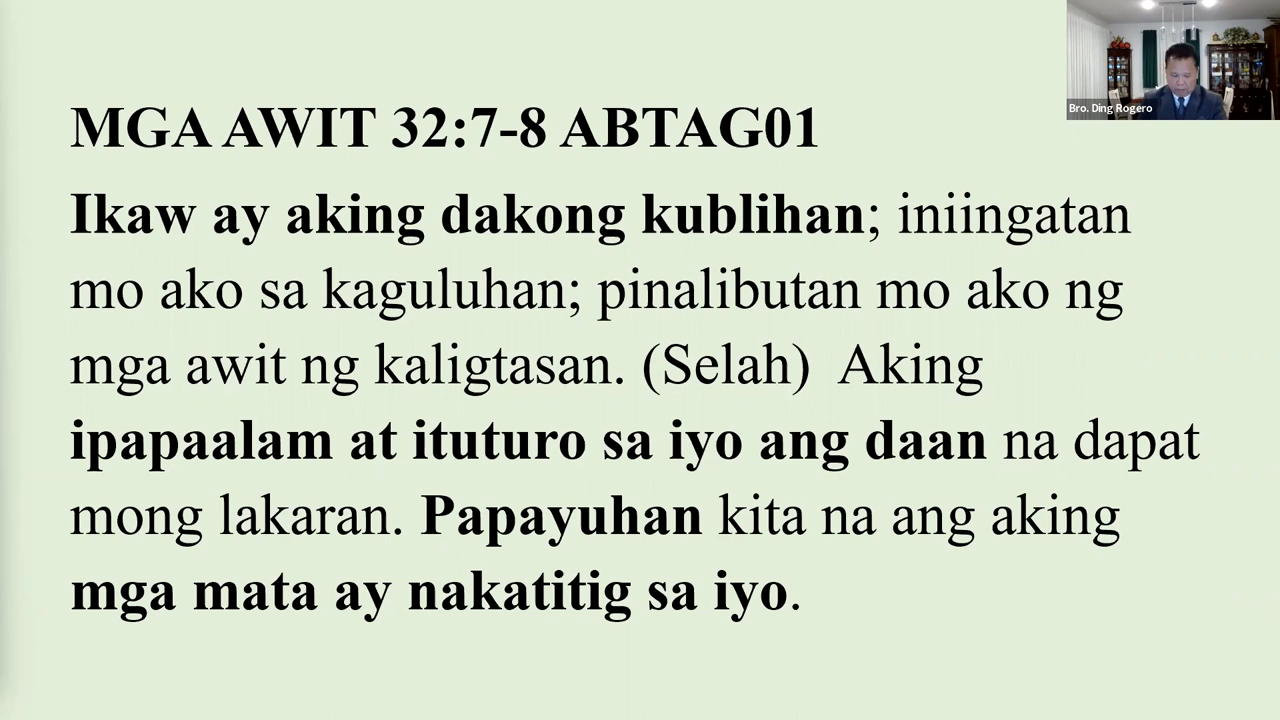 MGA AWIT 32:7-8 ABTAG01
Ikaw ay aking dakong kublihan; iniingatan
mo ako sa kaguluhan; pinalibutan mo ako ng
mga awit ng kaligtasan. (Selah)  Aking
ipapaalam at ituturo sa iyo ang daan na dapat
mong lakaran. Papayuhan kita na ang aking
mga mata ay nakatitig sa iyo.
Bro. Ding Rogero